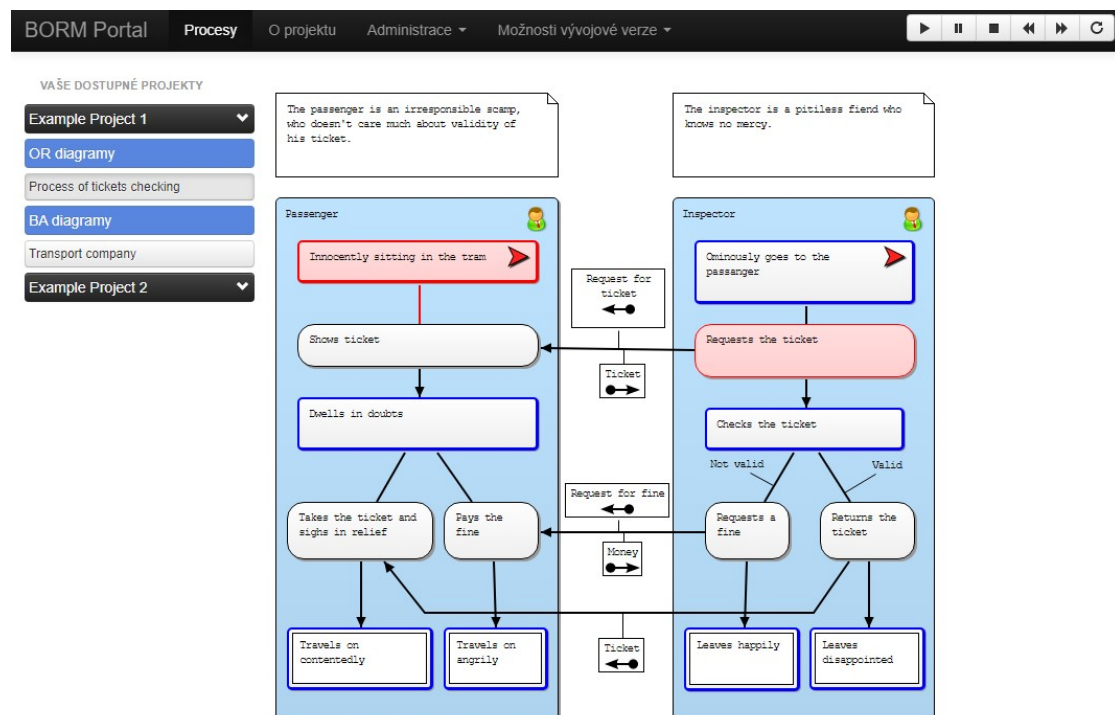 BORM Portal
Procesy
O projektu
Administrace
Možnosti vývojové verze
VAŠE DOSTUPNÉ PROJEKTY
Example Project 1
OR diagramy
Process of tickets checking
BA diagramy
Transport company
Example Project 2
The passenger is an irresponsible scamp,
who doesn't care much about validity of
his ticket.
The inspector is a pitiless fiend who
knows no mercy.
Passenger
Inspector
Innocently sitting in the tram
Ominously goes to the
passanger
Request for
ticket
Shows ticket
Requests the ticket
Ticket
Dwells in doubts
Checks the ticket
Not valid
Valid
Request for fine
Takes the ticket and
sighs in relief
Pays the
fine
Requests a
fine
Returns the
ticket
Money
Travels on
contentedly
Travels on
angrily
Ticket
Leaves happily
Leaves
disappointed